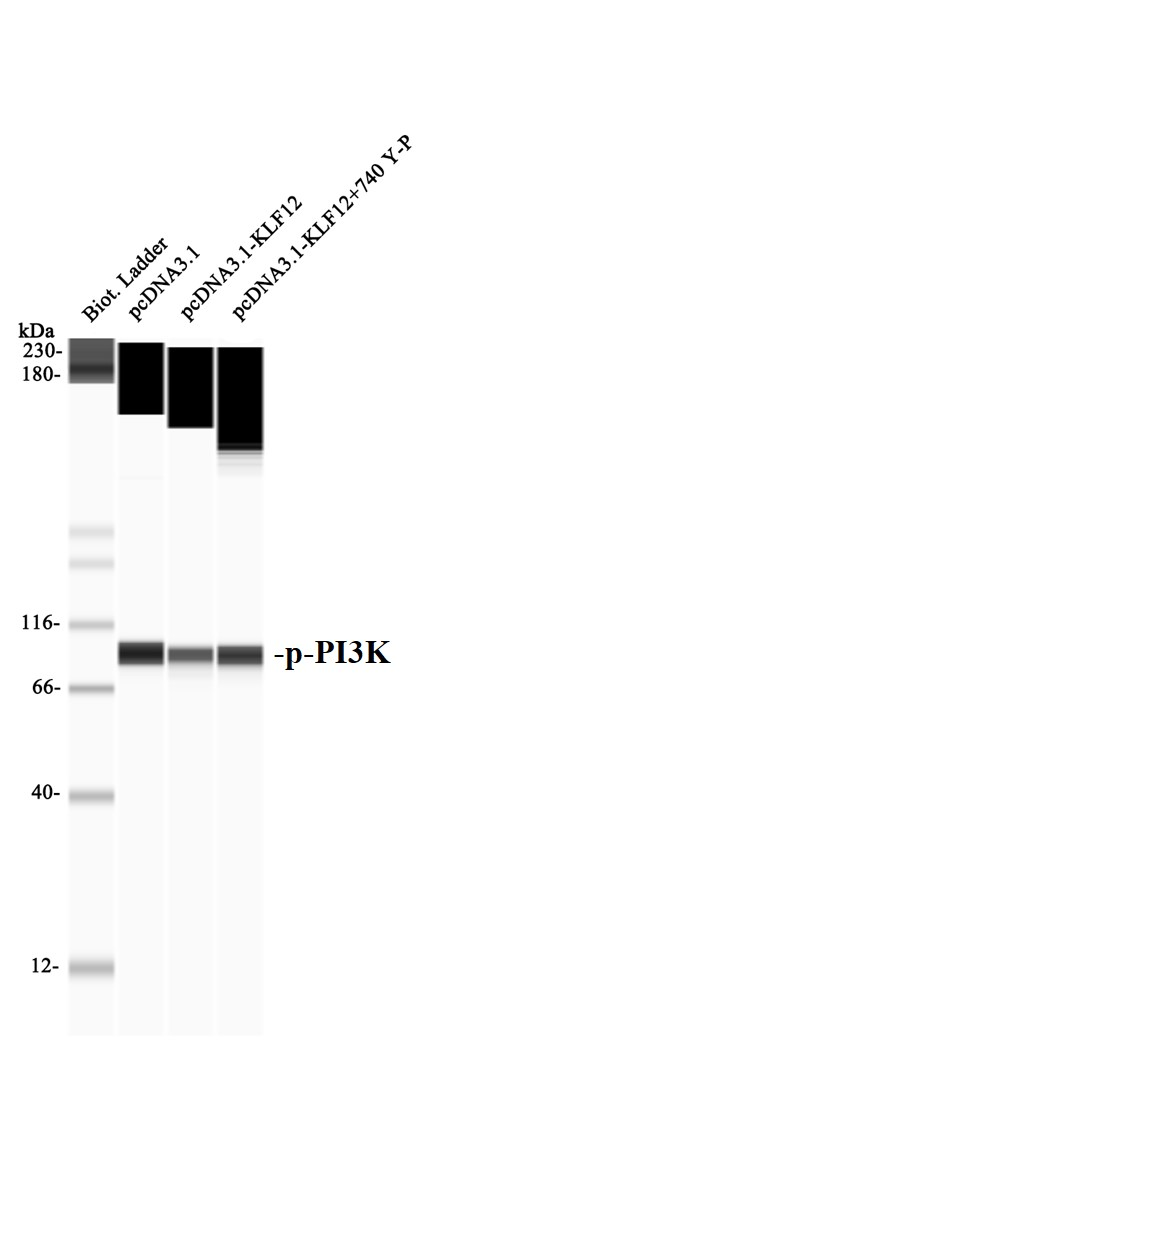 Biot. Ladder
pcDNA3.1
pcDNA3.1-KLF12
pcDNA3.1-KLF12+740 Y-P
kDa
230-
180-
116-
-p-PI3K
66-
40-
12-